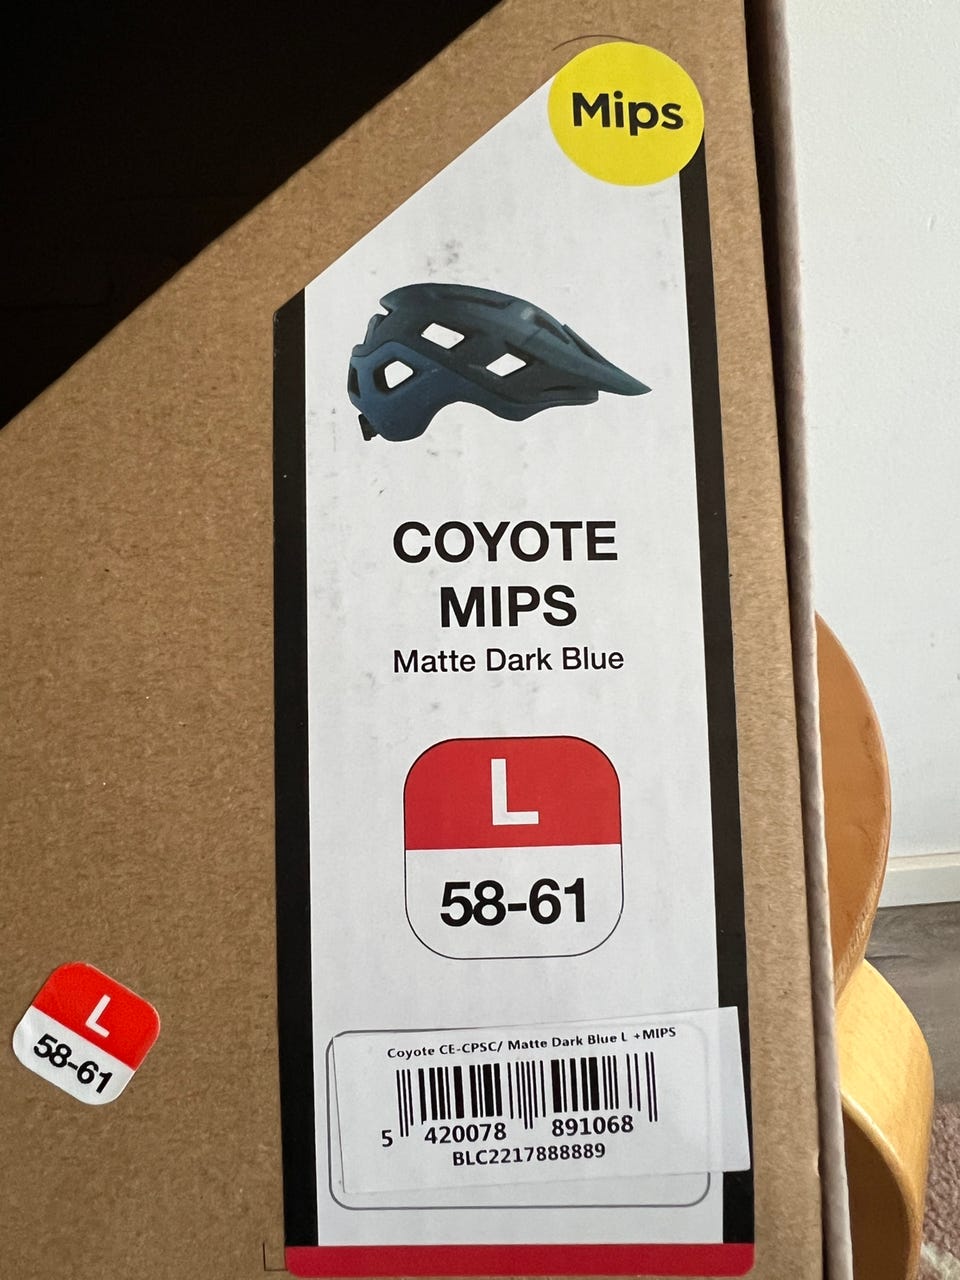 Mips
COYOTE
MIPS
Matte Dark Blue
L
58-61
L
58-61
Coyote CE-CPSC/ Matte Dark Blue L +MIPS
5 420078 891068
BLC2217888889